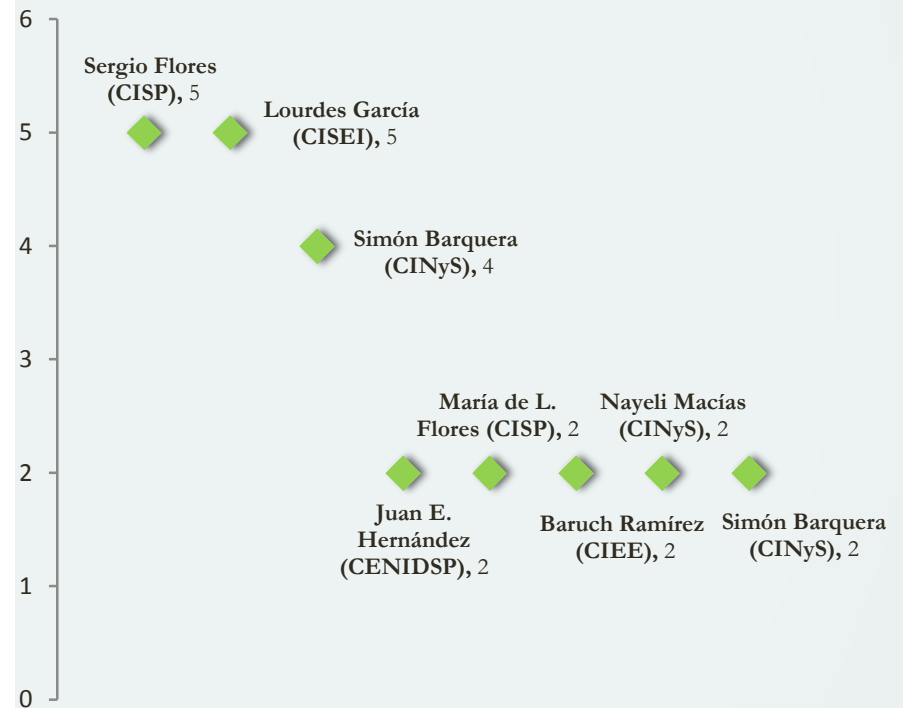 6
Sergio Flores
(CISP), 5
Lourdes García
(CISEI), 5
5
Simón Barquera
(CINyS), 4
4
3
María de L.
Flores (CISP), 2
Nayeli Macías
(CINyS), 2
2
Juan E.
Hernández
(CENIDSP), 2
Baruch Ramírez
(CIEE), 2
Simón Barquera
(CINyS), 2
1
0